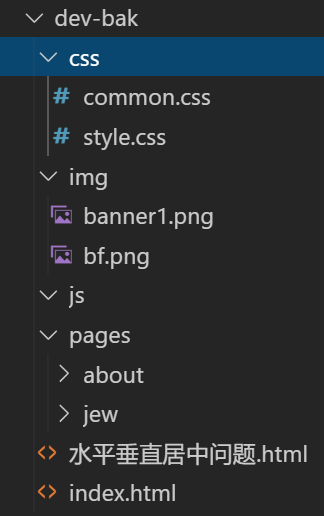 dev-bak
css
common.css
style.css
img
banner1.png
bf.png
js
pages
about
jew
水平垂直居中问题.html
index.html